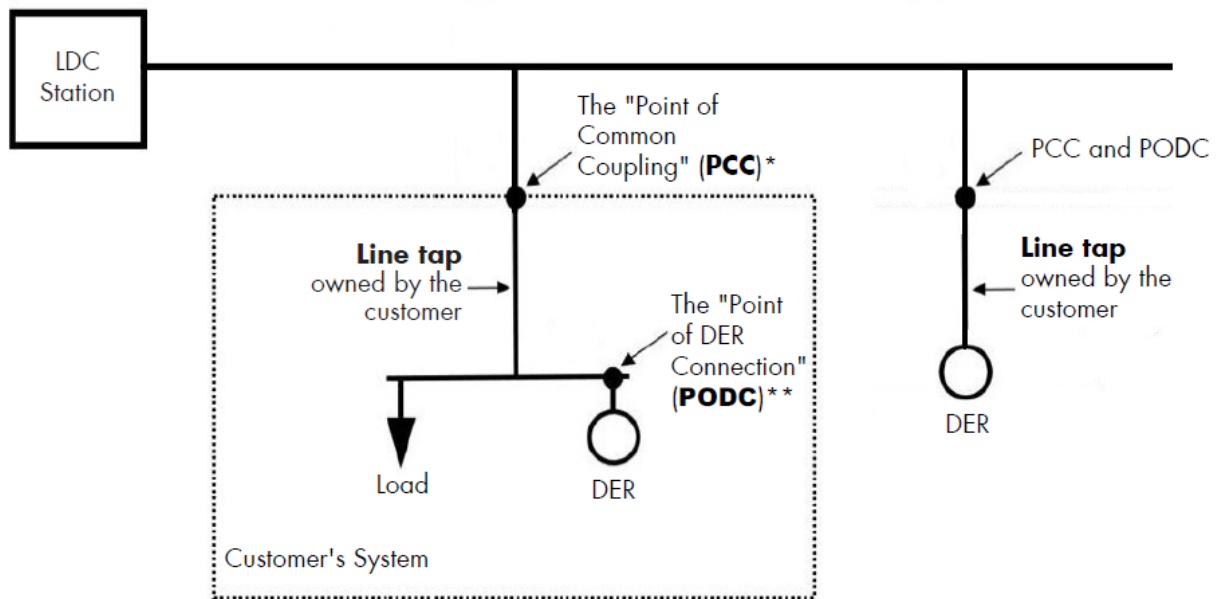 LDC
Station
The "Point of
Common
Coupling" (PCC)*
PCC and PODC
Line tap
owned by the
customer
The "Point
of DER
Connection"
(PODC)**
Line tap
owned by the
customer
Load
DER
DER
Customer's System